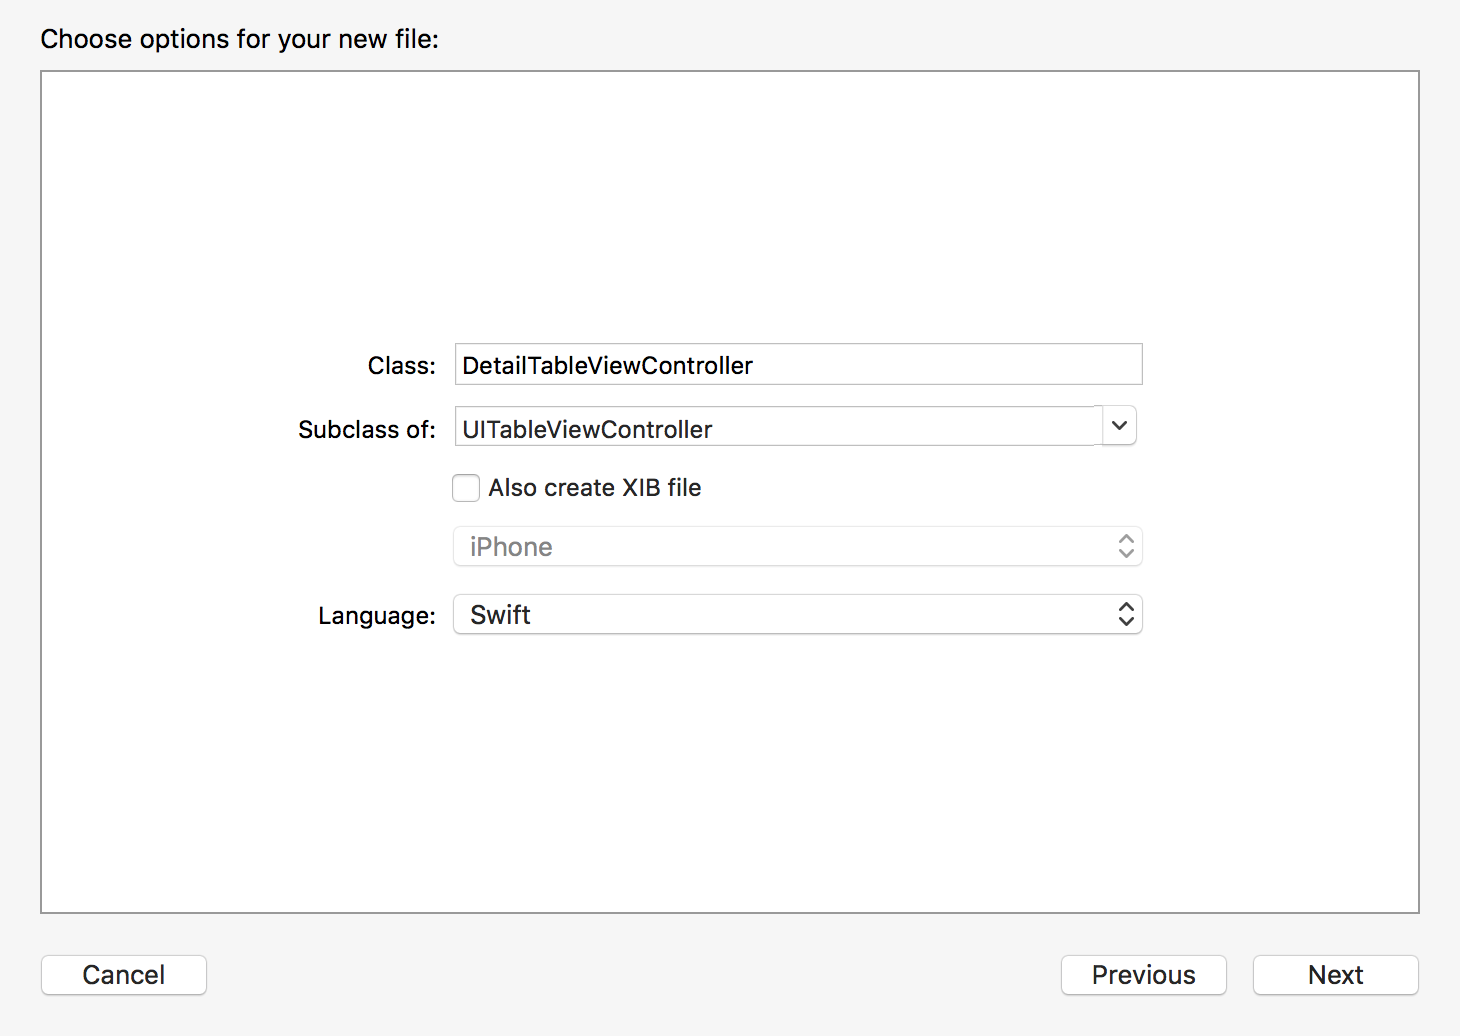 Choose options for your new file:
Class: DetailTableViewController
Subclass of: UITableViewController
Also create XIB file
iPhone
Language: Swift
Cancel Previous Next